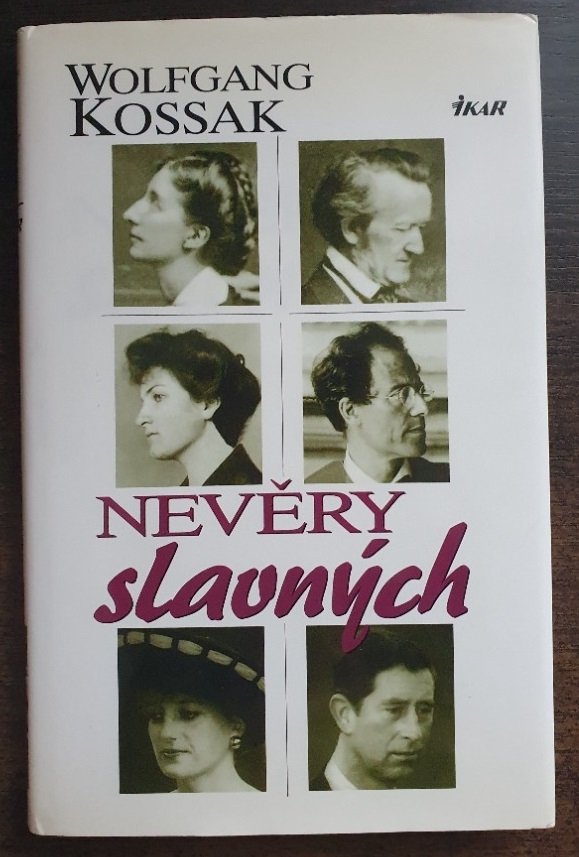 WOLFGANG
KOSSAK
IKAR
NEVĚRY
slavných